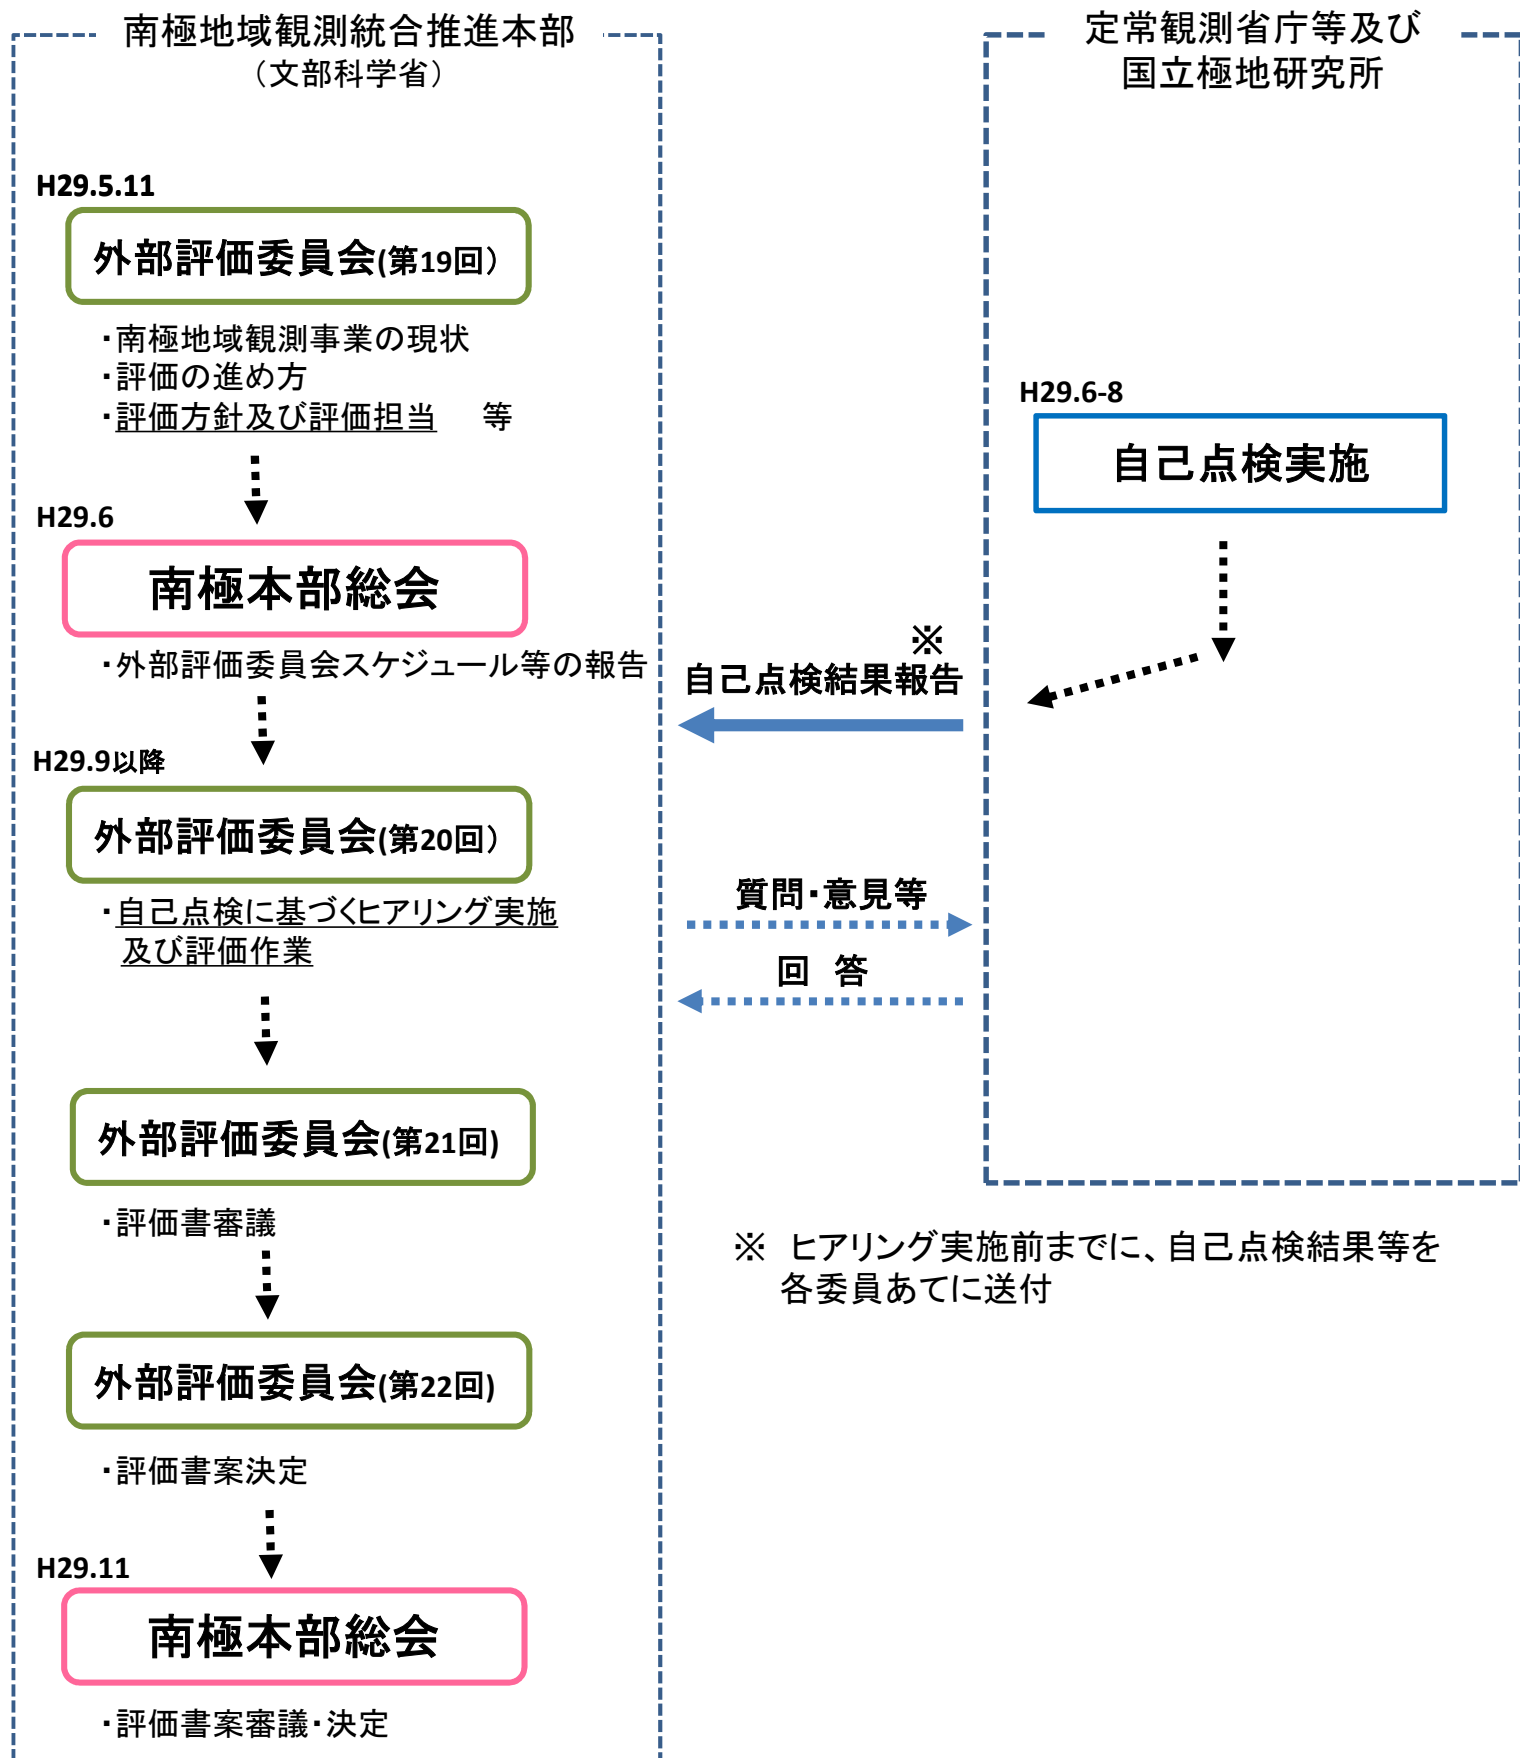 南極地域観測統合推進本部
（文部科学省）
H29.5.11
外部評価委員会(第19回）
・南極地域観測事業の現状
・評価の進め方
・評価方針及び評価担当　等
H29.6
南極本部総会
・外部評価委員会スケジュール等の報告
H29.9以降
外部評価委員会(第20回）
・自己点検に基づくヒアリング実施
及び評価作業
外部評価委員会(第21回)
・評価書審議
外部評価委員会(第22回)
・評価書案決定
H29.11
南極本部総会
・評価書案審議・決定
※
自己点検結果報告
質問・意見等
回　答
定常観測省庁等及び
国立極地研究所
H29.6-8
自己点検実施
※　ヒアリング実施前までに、自己点検結果等を
各委員あてに送付